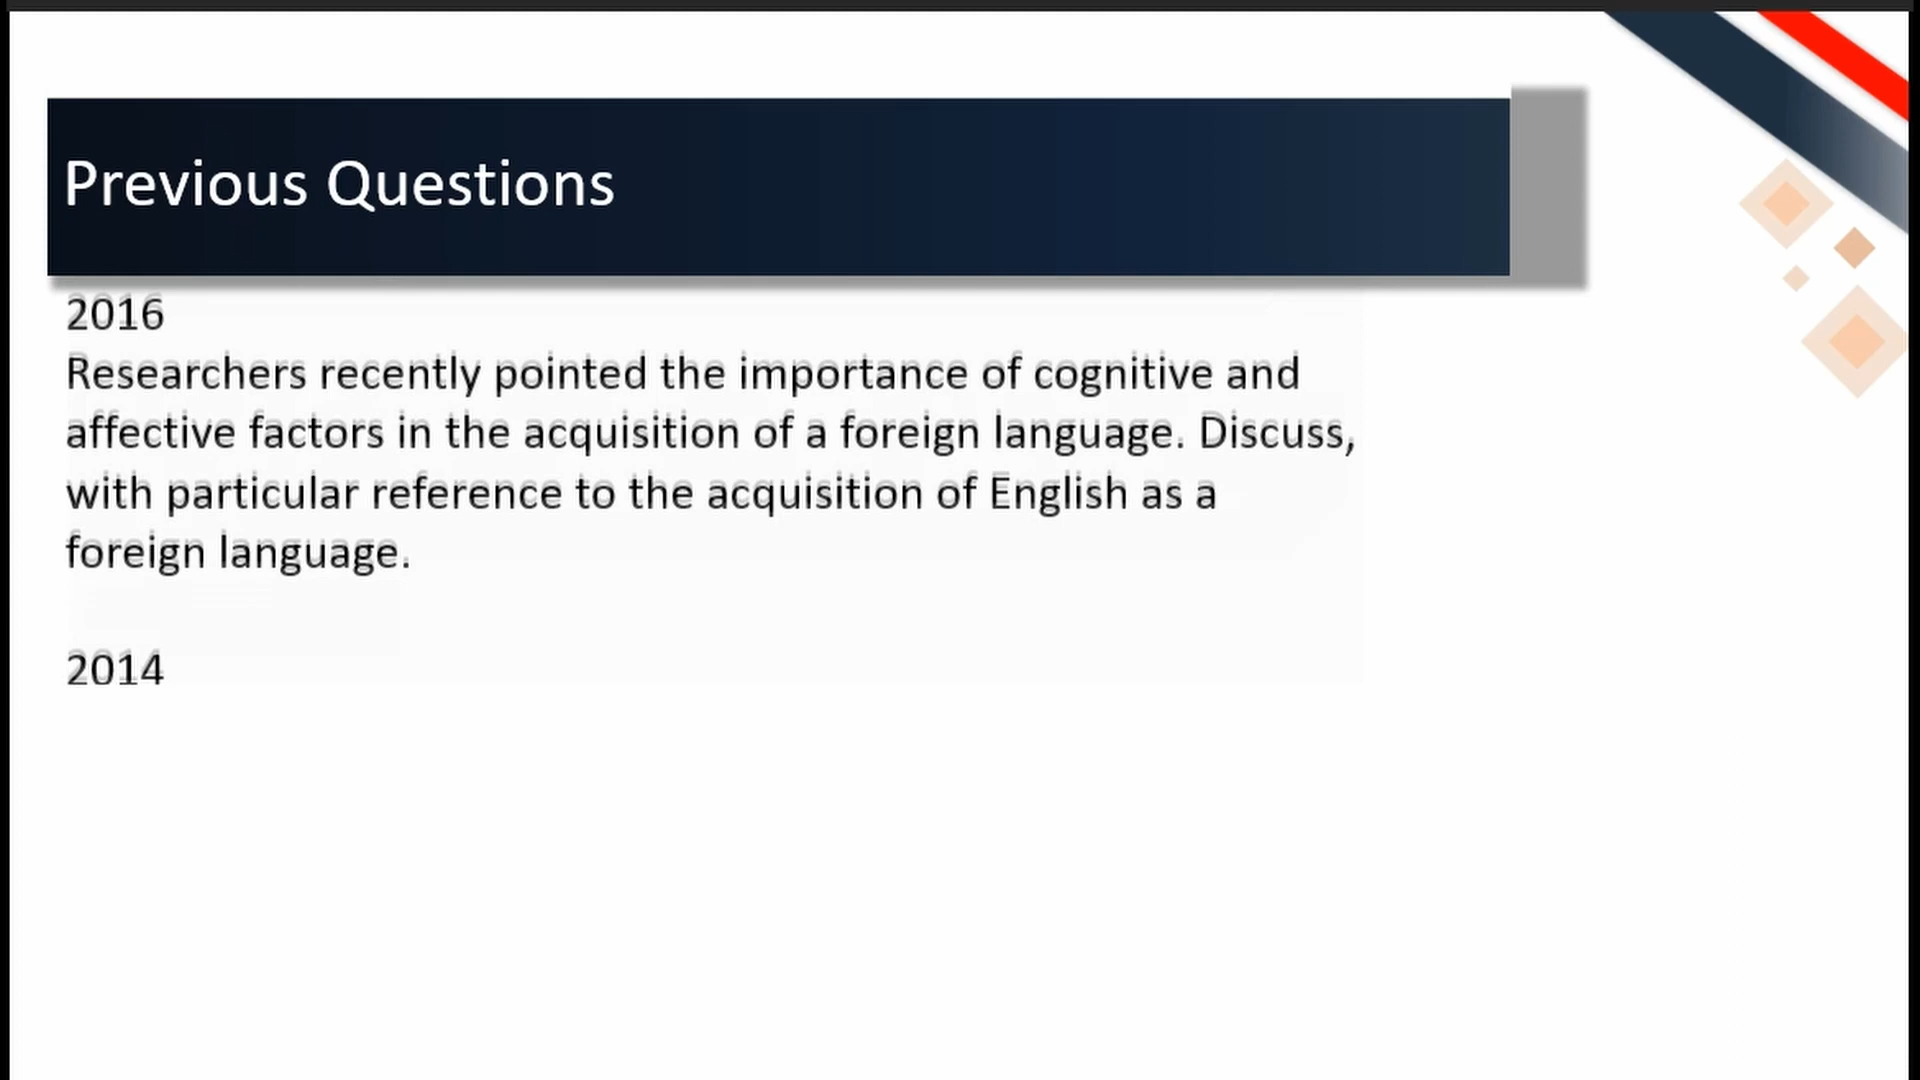 Previous Questions
2016
Researchers recently pointed the importance of cognitive and
affective factors in the acquisition of a foreign language. Discuss,
with particular reference to the acquisition of English as a
foreign language.
2014